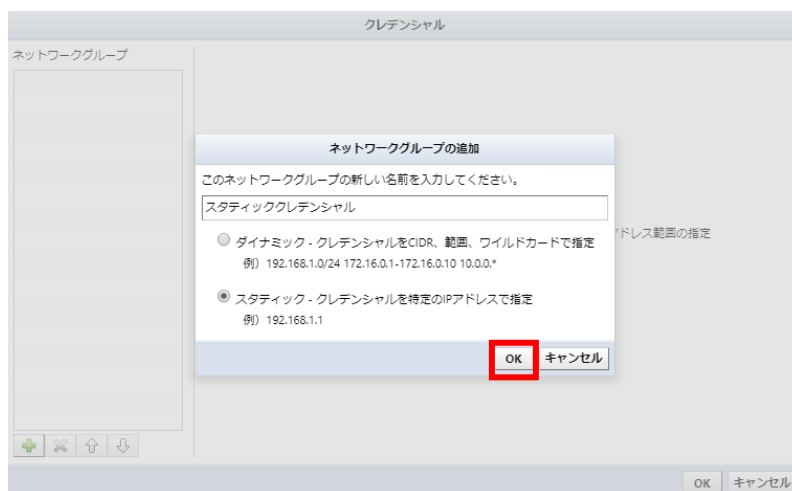 クレデンシャル
ネットワークグループ
ネットワークグループの追加
このネットワークグループの新しい名前を入力してください。
スタティッククレデンシャル
ダイナミック - クレデンシャルをCIDR、範囲、ワイルドカードで指定
例）192.168.1.0/24 172.16.0.1-172.16.0.10 10.0.0.*
ドレス範囲の指定
スタティック - クレデンシャルを特定のIPアドレスで指定
例）192.168.1.1
OK キャンセル
OK キャンセル